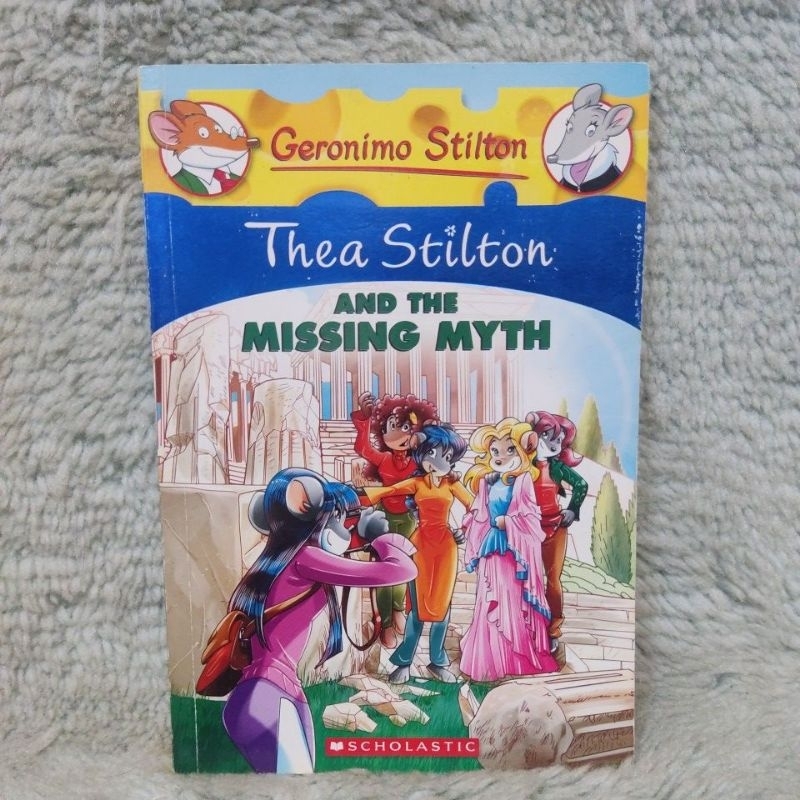 Geronimo Stilton
Thea Stilton
AND THE
MISSING MYTH
SCHOLASTIC